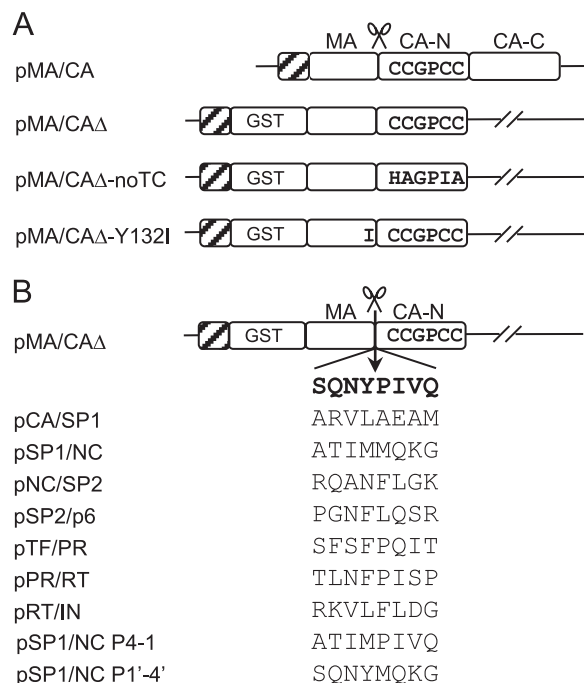 A
MA CA-N CA-C
pMA/CA CCGPCC
pMA/CAΔ GST CCGPCC
pMA/CAΔ-noTC GST HAGPIA
pMA/CAΔ-Y132I GST I CCGPCC
B
MA CA-N
pMA/CAΔ GST CCGPCC
SQNYPIVQ
pCA/SP1 ARVLAEAM
pSP1/NC ATIMMQKG
pNC/SP2 RQANFLGK
pSP2/p6 PGNFLQSR
pTF/PR SFSFPQIT
pPR/RT TLNFPISP
pRT/IN RKVLFLDG
pSP1/NC P4-1 ATIMPIVQ
pSP1/NC P1'-4' SQNYMQKG